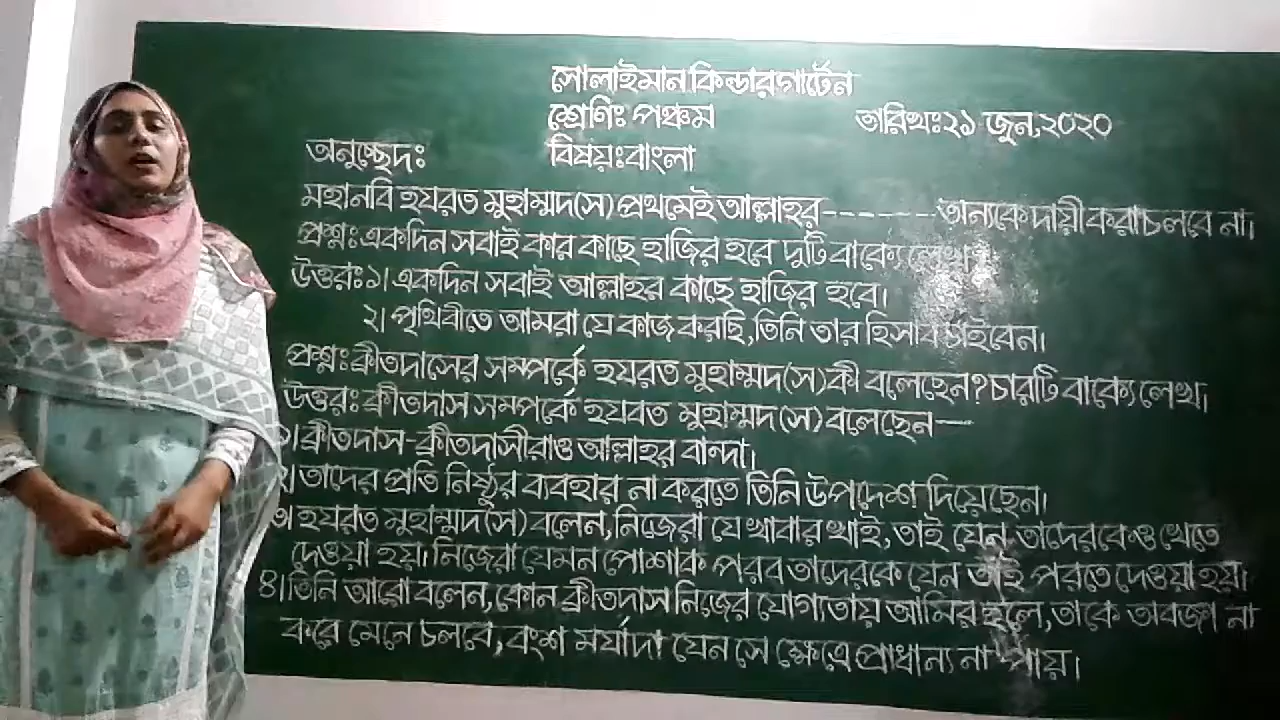 সোলাইমান কিন্ডারগার্টেন
শ্রেণিঃ পঞ্চম তারিখঃ২১ জুন,২০২০
অনুচ্ছেদঃ বিষয়ঃবাংলা
মহানবি হযরত মুহাম্মদ(স) প্রথমেই আল্লাহর-------অন্যকে দায়ী করা চলবে না।
প্রশ্নঃ একদিন সবাই কার কাছে হাজির হবে দুটি বাক্যে লেখ।
উত্তরঃ ১। একদিন সবাই আল্লাহর কাছে হাজির হবে।
২। পৃথিবীতে আমরা যে কাজ করছি,তিনি তার হিসাব চাইবেন।
প্রশ্নঃ ক্রীতদাসের সম্পর্কে হযরত মুহাম্মদ(স) কী বলেছেন? চারটি বাক্যে লেখ।
উত্তরঃ ক্রীতদাস সম্পর্কে হযরত মুহাম্মদ(স) বলেছেন—
১। ক্রীতদাস-ক্রীতদাসীরাও আল্লাহর বান্দা।
২। তাদের প্রতি নিষ্ঠুর ব্যবহার না করতে তিনি উপদেশ দিয়েছেন।
৩। হযরত মুহাম্মদ(স) বলেন,নিজেরা যে খাবার খাই,তাই যেন তাদেরকেও খেতে
দেওয়া হয়। নিজেরা যেমন পোশাক পরব তাদেরকে যেন তাই পরতে দেওয়া হয়।
৪। তিনি আরো বলেন,কোন ক্রীতদাস নিজের যোগ্যতায় আমির হলে,তাকে অবজ্ঞা না
করে মেনে চলবে,বংশ মর্যাদা যেন সে ক্ষেত্রে প্রাধান্য না পায়।